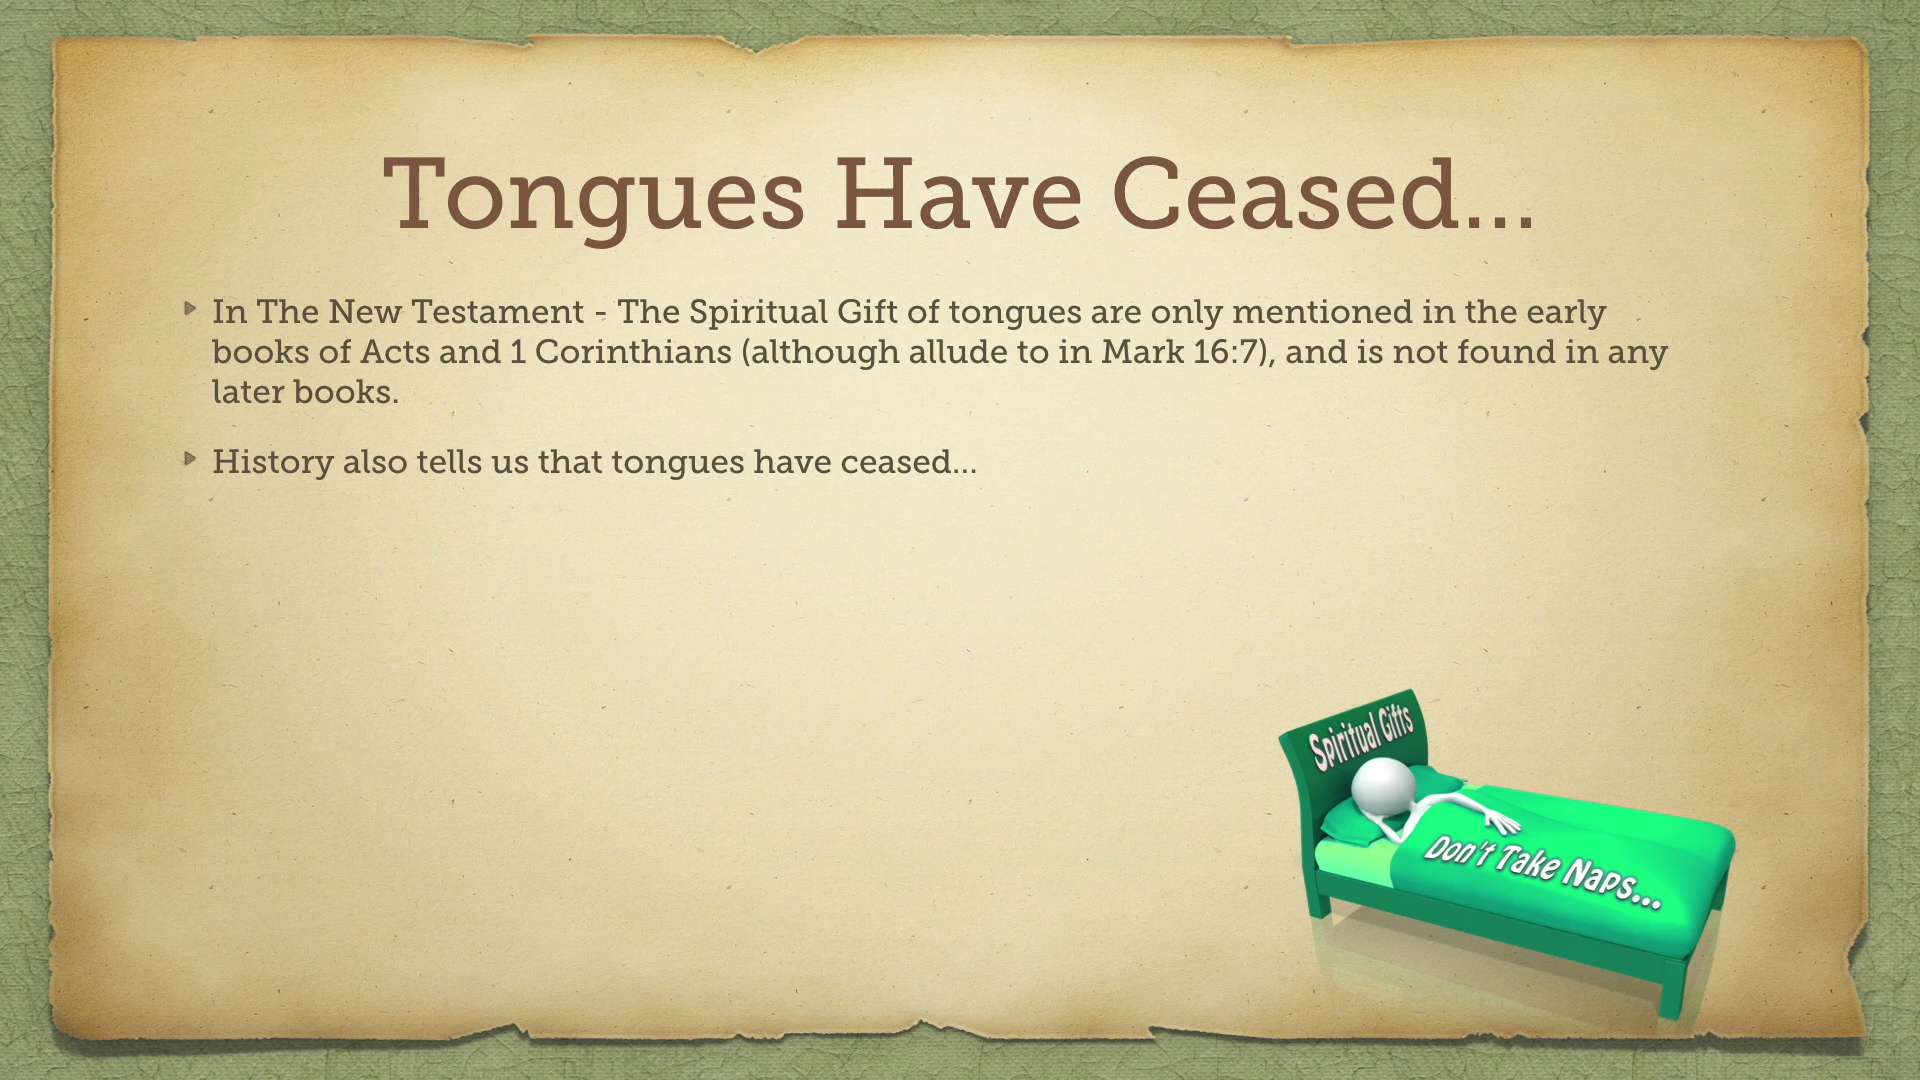 Tongues Have Ceased...
In The New Testament - The Spiritual Gift of tongues are only mentioned in the early
books of Acts and 1 Corinthians (although allude to in Mark 16:7), and is not found in any
later books.
History also tells us that tongues have ceased...
Spiritual Gifts
Don't Take Naps...